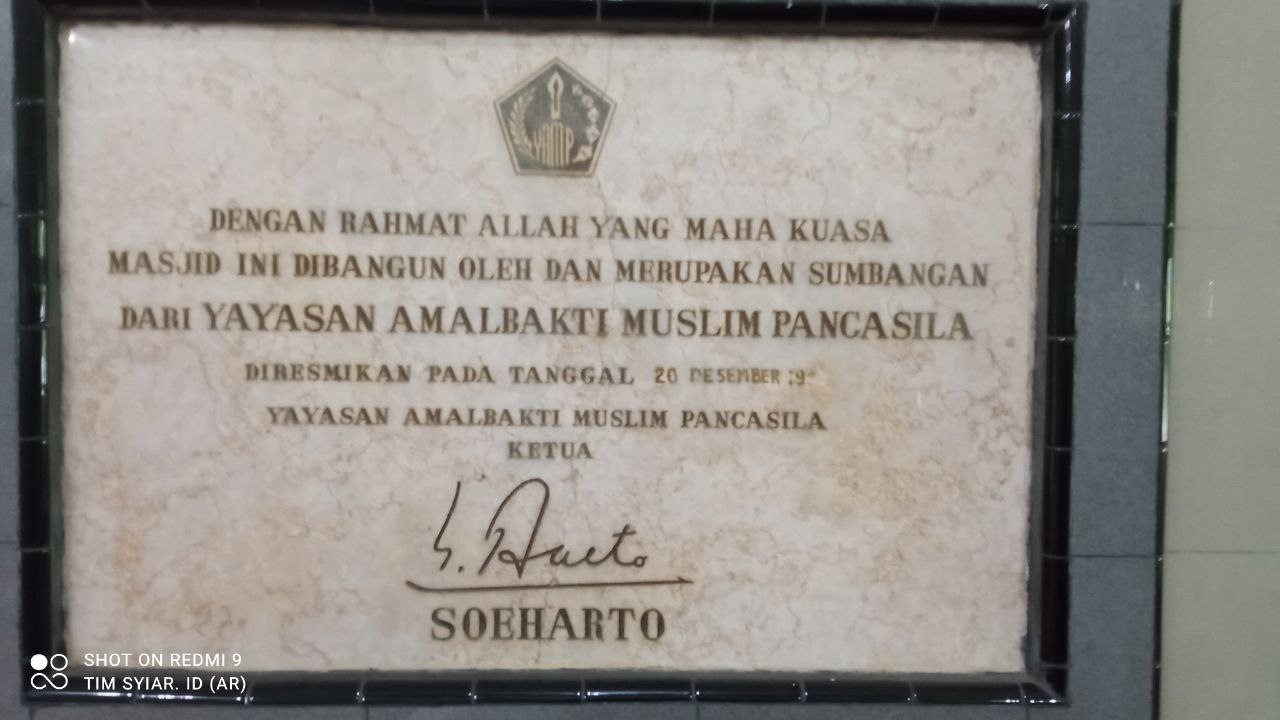 YAMP
DENGAN RAHMAT ALLAH YANG MAHA KUASA
MASJID INI DIBANGUN OLEH DAN MERUPAKAN SUMBANGAN
DARI YAYASAN AMALBAKTI MUSLIM PANCASILA
DIRESMIKAN PADA TANGGAL 20 DESEMBER
YAYASAN AMALBAKTI MUSLIM PANCASILA
KETUA
SOEHARTO
SHOT ON REDMI 9
TIM SYIAR. ID (AR)